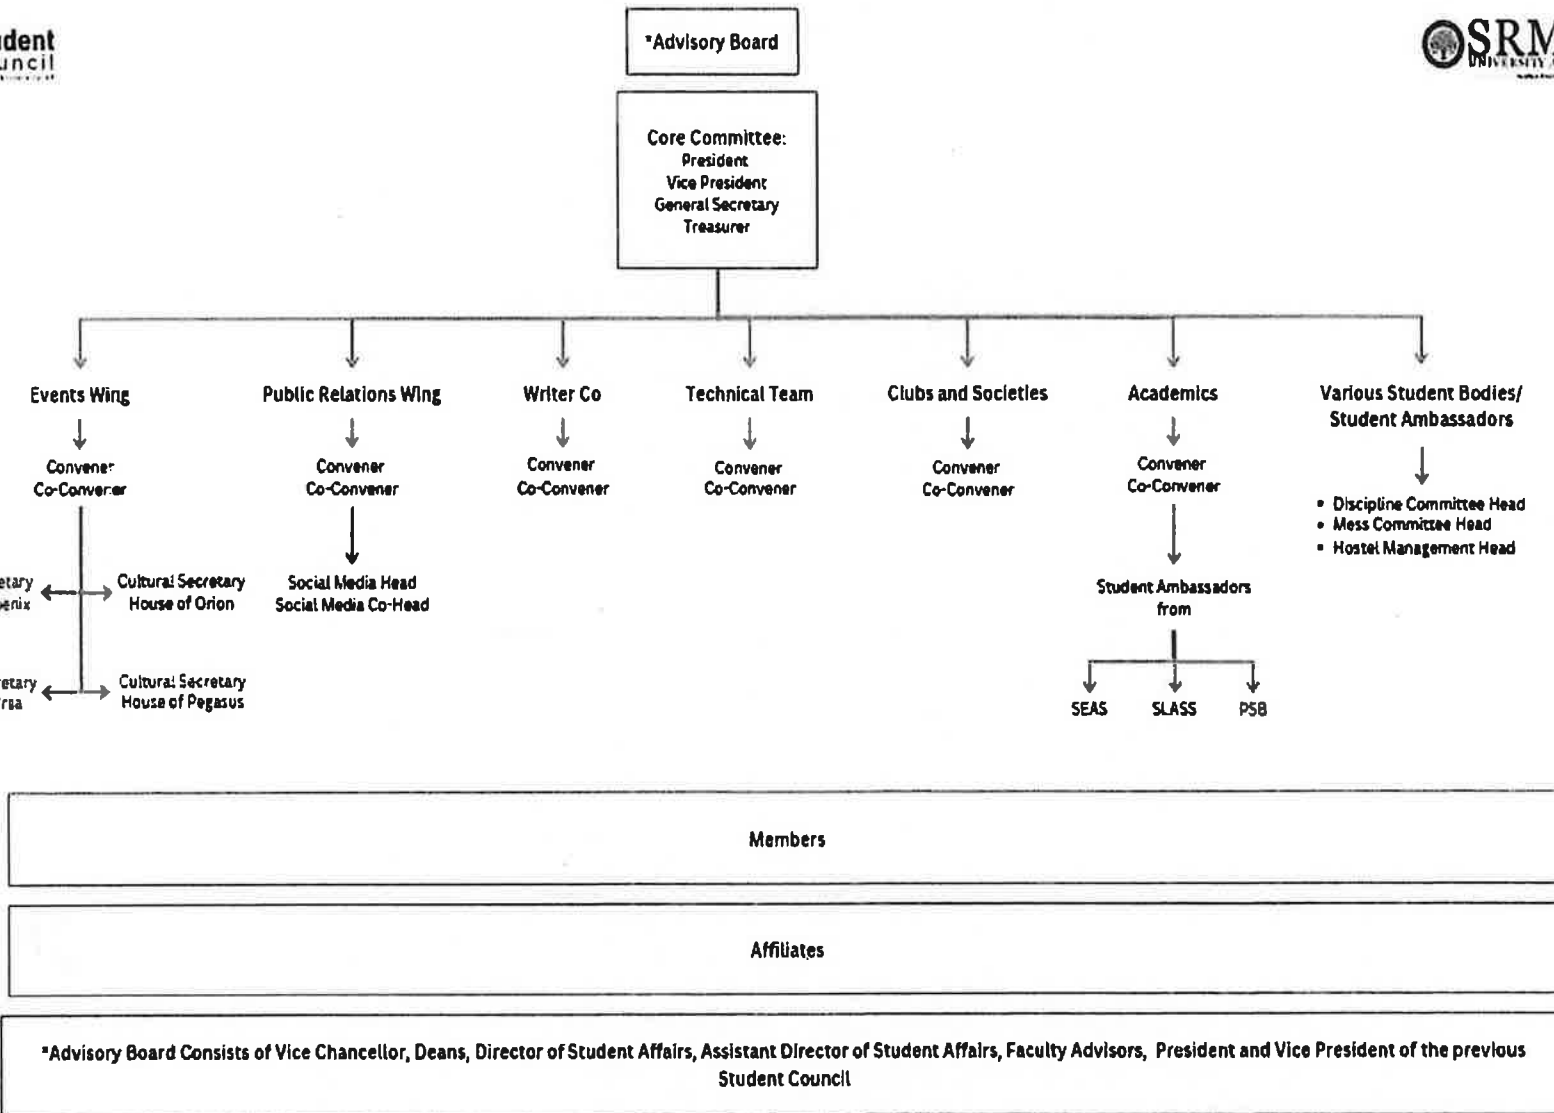 Council
*Advisory Board
SRM
UNIVERSITY
Core Committee:
President
Vice President
General Secretary
Treasurer
Events Wing
Public Relations Wing
Writer Co
Technical Team
Clubs and Societies
Academics
Various Student Bodies/
Student Ambassadors
Convener
Co-Convener
Convener
Co-Convener
Convener
Co-Convener
Convener
Co-Convener
Convener
Co-Convener
Convener
Co-Convener
• Discipline Committee Head
• Mess Committee Head
• Hostel Management Head
Cultural Secretary
House of Orion
Cultural Secretary
House of Pegasus
Social Media Head
Social Media Co-Head
Student Ambassadors
from
SEAS
SLASS
PSB
Members
Affiliates
*Advisory Board Consists of Vice Chancellor, Deans, Director of Student Affairs, Assistant Director of Student Affairs, Faculty Advisors, President and Vice President of the previous
Student Council